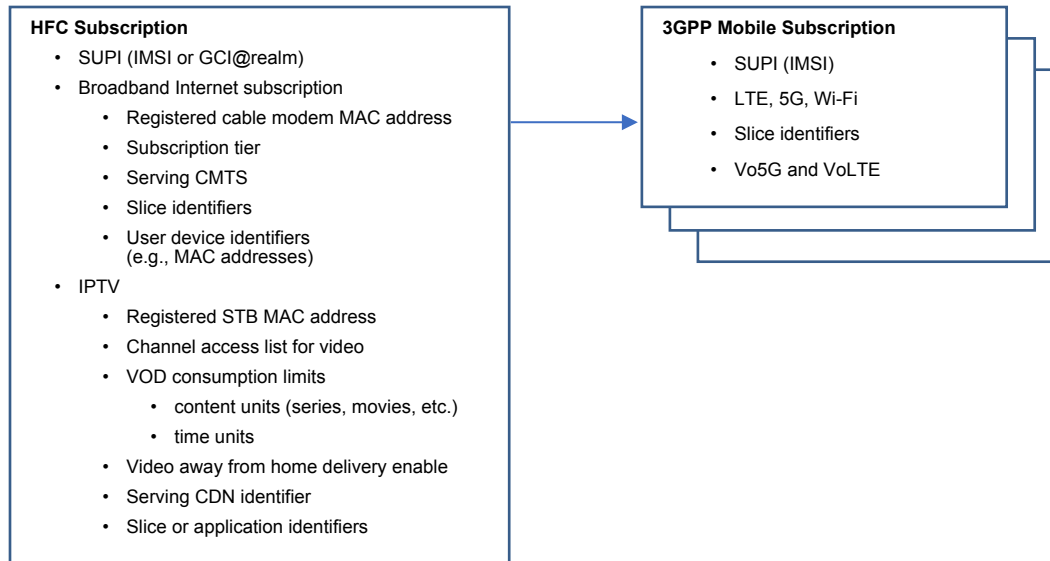 HFC Subscription
• SUPI (IMSI or GCI@realm)
• Broadband Internet subscription
• Registered cable modem MAC address
• Subscription tier
• Serving CMTS
• Slice identifiers
• User device identifiers
(e.g., MAC addresses)
• IPTV
• Registered STB MAC address
• Channel access list for video
• VOD consumption limits
• content units (series, movies, etc.)
• time units
• Video away from home delivery enable
• Serving CDN identifier
• Slice or application identifiers
3GPP Mobile Subscription
• SUPI (IMSI)
• LTE, 5G, Wi-Fi
• Slice identifiers
• Vo5G and VoLTE